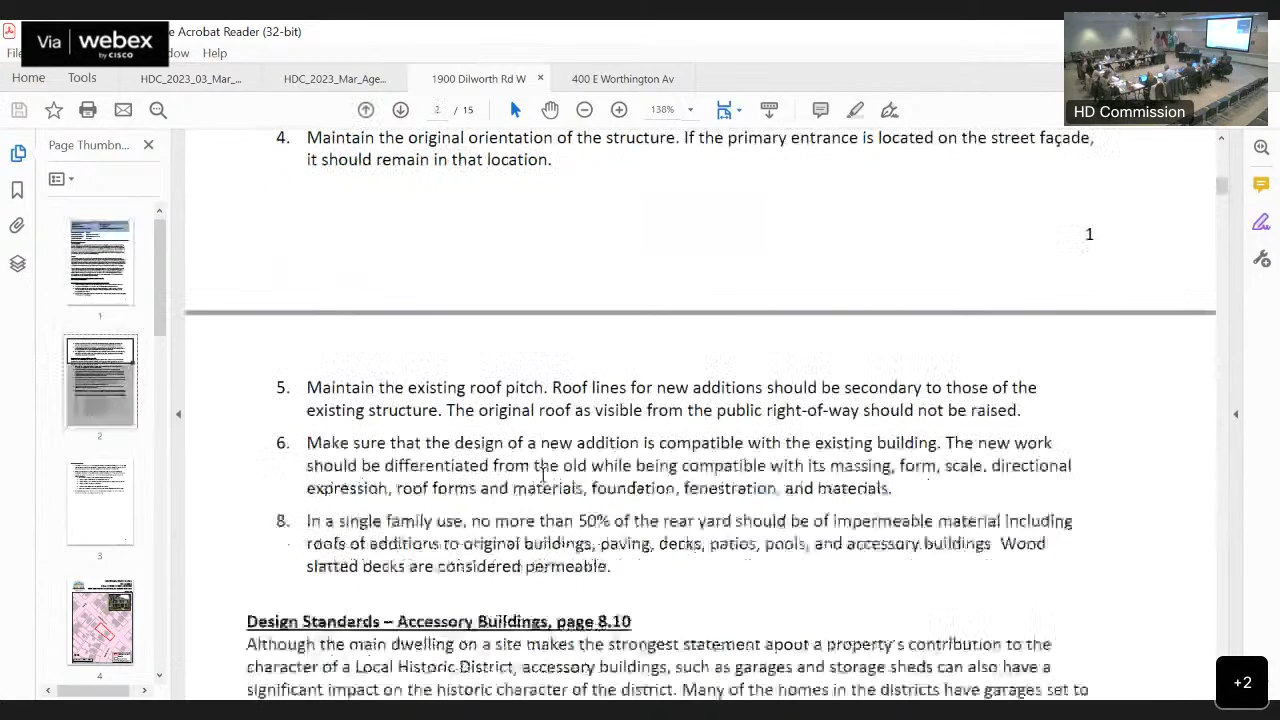 Via webex
by CISCO
e Acrobat Reader (32-bit)
HD Commission
dow Help
Home Tools HDC_2023_03_Mar_... HDC_2023_Mar_Age... 1900 Dilworth Rd W × 400 E Worthington Av
/ 15 138%
Page Thumbn...
4. Maintain the original orientation of the structure. If the primary entrance is located on the street façade,
it should remain in that location.
1
5. Maintain the existing roof pitch. Roof lines for new additions should be secondary to those of the
existing structure. The original roof as visible from the public right-of-way should not be raised.
6. Make sure that the design of a new addition is compatible with the existing building. The new work
should be differentiated from the old while being compatible with its massing, form, scale, directional
expression, roof forms and materials, foundation, fenestration, and materials.
8. In a single family use, no more than 50% of the rear yard should be of impermeable material including
roofs of additions to original buildings, paving, decks, patios, pools, and accessory buildings Wood
slatted decks are considered permeable.
Design Standards – Accessory Buildings, page 8.10
Although the main dwelling on a site makes the strongest statement about a property's contribution to the
character of a Local Historic District, accessory buildings, such as garages and storage sheds can also have a
significant impact on the historic character of the district. Many of the homes in the districts have garages set to
1
2
3
4
+2